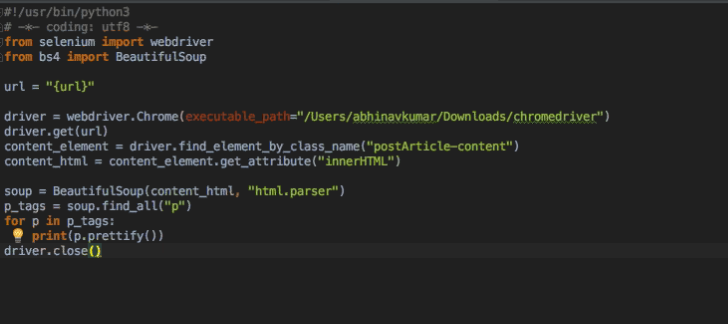 #!/usr/bin/python3
# -*- coding: utf8 -*-
from selenium import webdriver
from bs4 import BeautifulSoup
url = "{url}"
driver = webdriver.Chrome(executable_path="/Users/abhinavkumar/Downloads/chromedriver")
driver.get(url)
content_element = driver.find_element_by_class_name("postArticle-content")
content_html = content_element.get_attribute("innerHTML")
soup = BeautifulSoup(content_html, "html.parser")
p_tags = soup.find_all("p")
for p in p_tags:
    print(p.prettify())
driver.close()